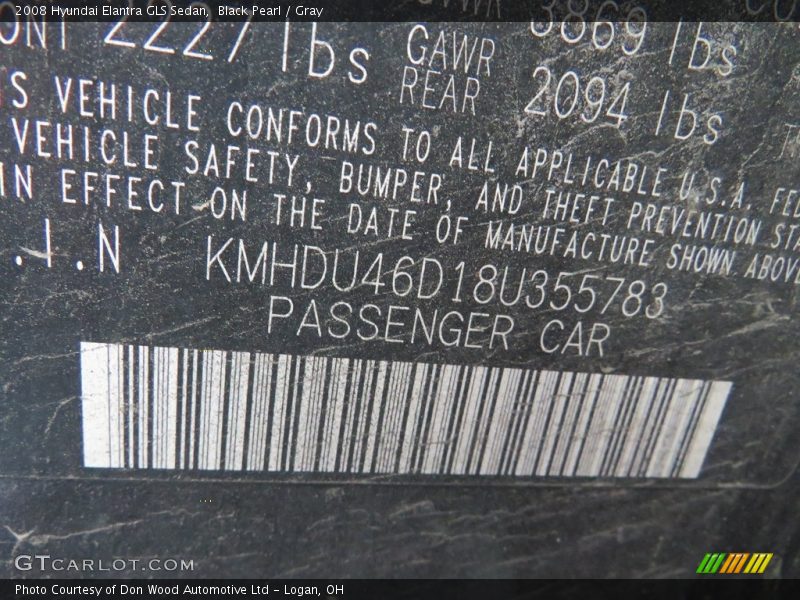 2008 Hyundai Elantra GLS Sedan, Black Pearl / Gray
2227 lbs GAWR REAR 2094 lbs
3869 lbs
VEHICLE CONFORMS TO ALL APPLICABLE U.S.A.
VEHICLE SAFETY, BUMPER, AND THEFT PREVENTION
IN EFFECT ON THE DATE OF MANUFACTURE SHOWN ABOVE
.I.N KMHDU46D18U355783
PASSENGER CAR
GTCARLOT.COM
Photo Courtesy of Don Wood Automotive Ltd - Logan, OH